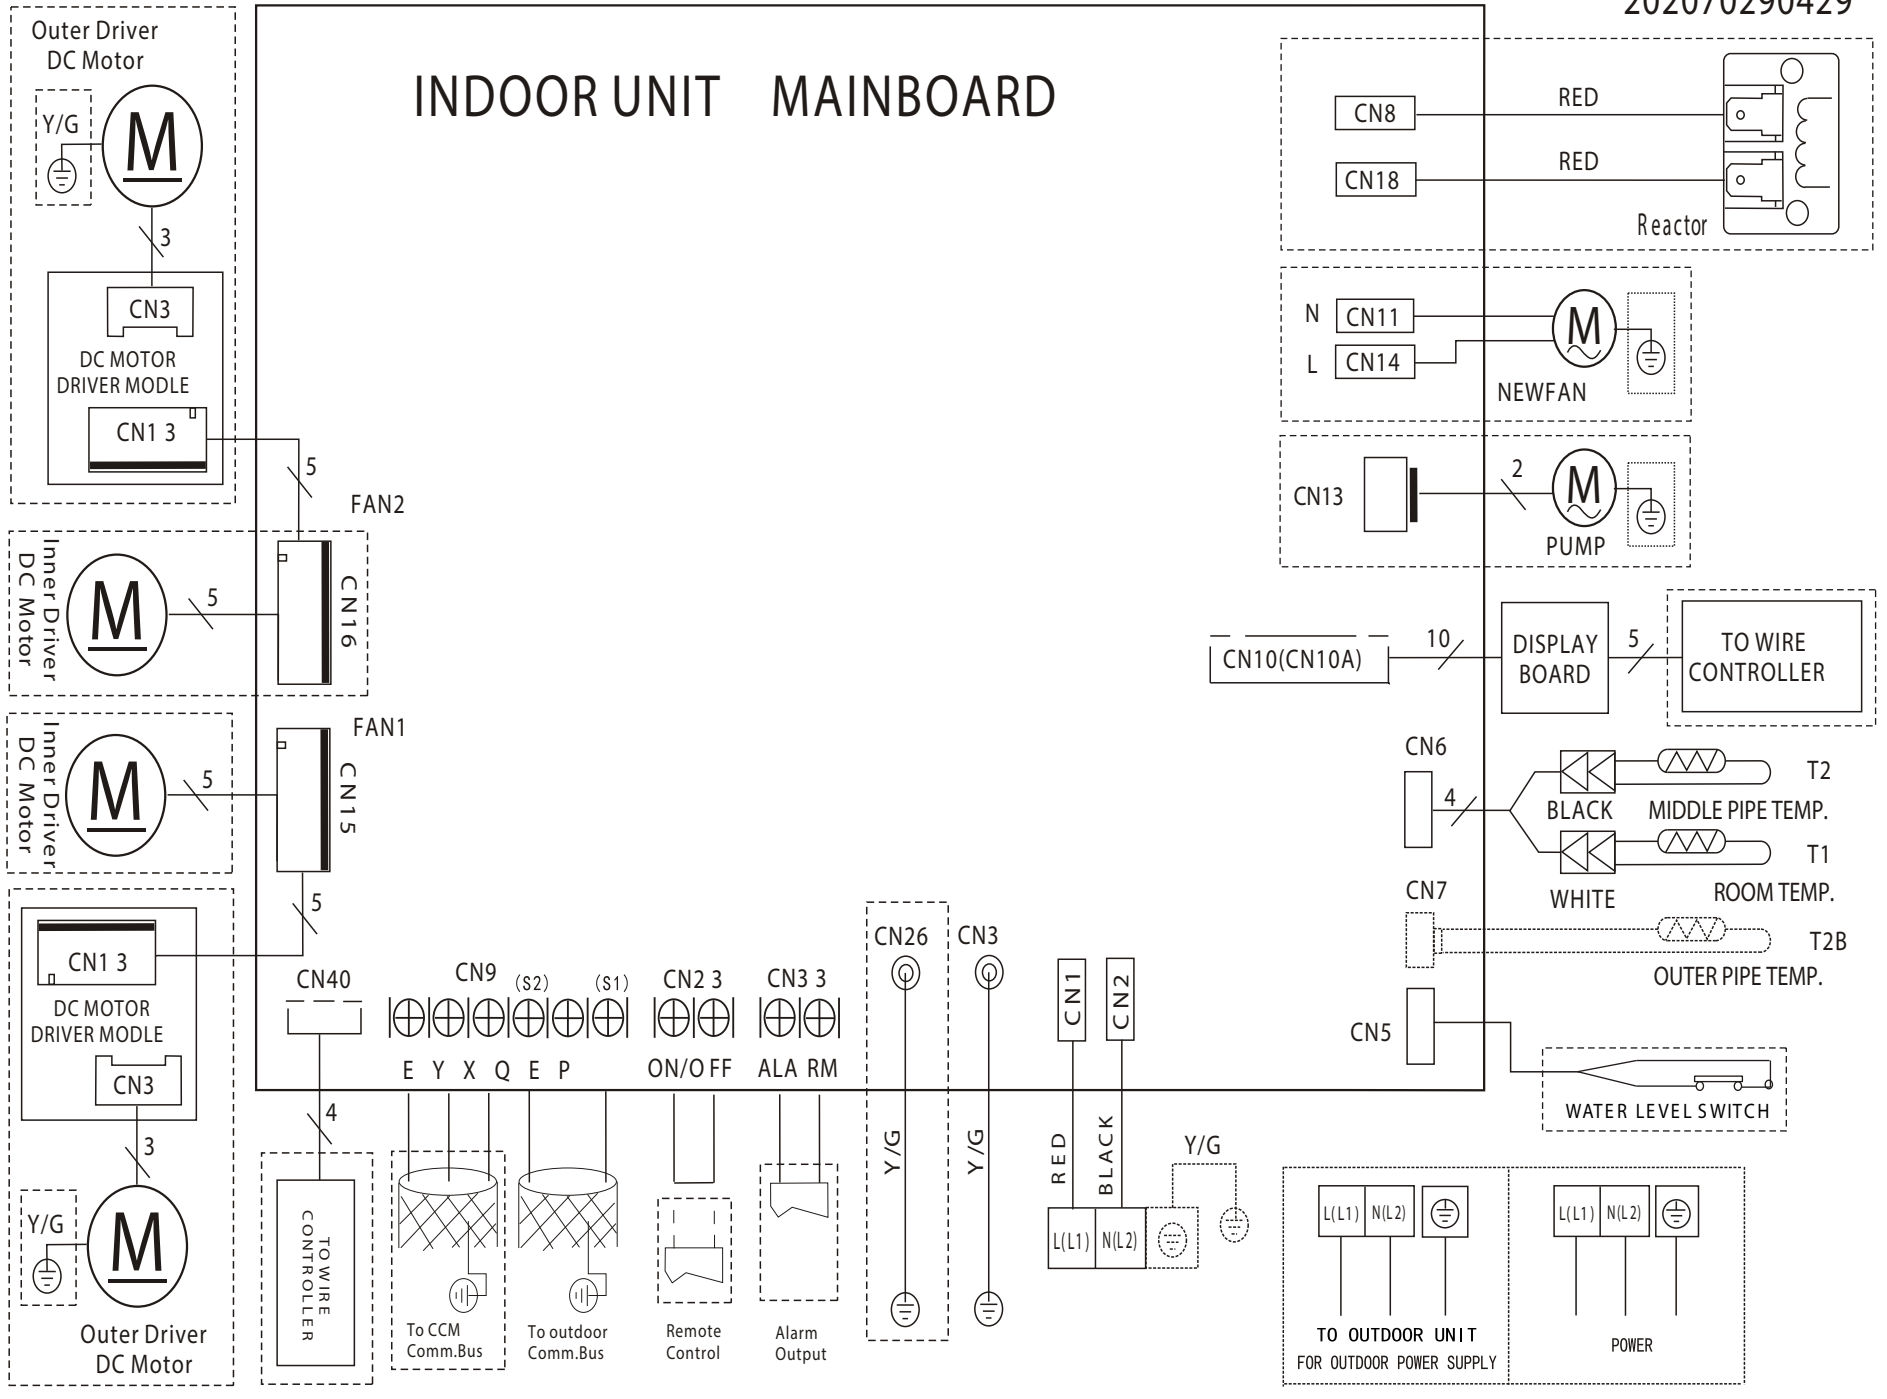 202070290429
INDOOR UNIT MAINBOARD
Outer Driver
DC Motor
Y/G
M
3
CN3
DC MOTOR
DRIVER MODLE
CN1 3
5
FAN2
Inner Driver
DC Motor
M
5
CN16
FAN1
Inner Driver
DC Motor
M
5
CN15
5
CN1 3
DC MOTOR
DRIVER MODLE
CN3
3
Y/G
M
Outer Driver
DC Motor
CN8
RED
CN18
RED
Reactor
N CN11
L CN14
M
NEWFAN
CN13
2
M
PUMP
CN10(CN10A)
10
DISPLAY
BOARD
5
TO WIRE
CONTROLLER
CN6
4
BLACK
T2
MIDDLE PIPE TEMP.
WHITE
T1
ROOM TEMP.
CN7
T2B
OUTER PIPE TEMP.
CN5
WATER LEVEL SWITCH
CN40
4
TO WIRE
CONTROLLER
CN9 (S2) (S1)
E Y X Q E P
To CCM
Comm.Bus
To outdoor
Comm.Bus
CN2 3
ON/O FF
Remote
Control
CN3 3
ALA RM
Alarm
Output
CN26
Y/G
CN3
Y/G
CN1
RED
CN2
BLACK
Y/G
L(L1) N(L2)
L(L1) N(L2)
TO OUTDOOR UNIT
FOR OUTDOOR POWER SUPPLY
L(L1) N(L2)
POWER